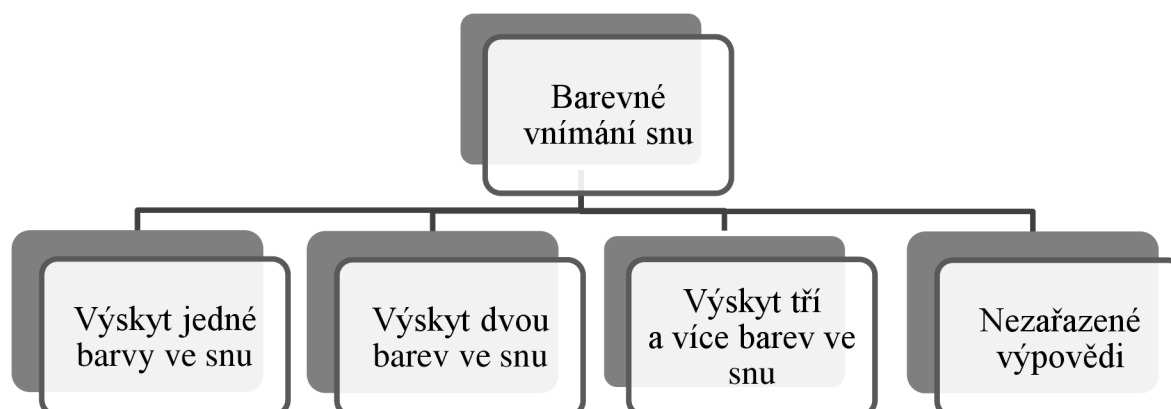 Barevné
vnímání snu
Výskyt jedné
barvy ve snu
Výskyt dvou
barev ve snu
Výskyt tří
a více barev ve
snu
Nezařazené
výpovědi